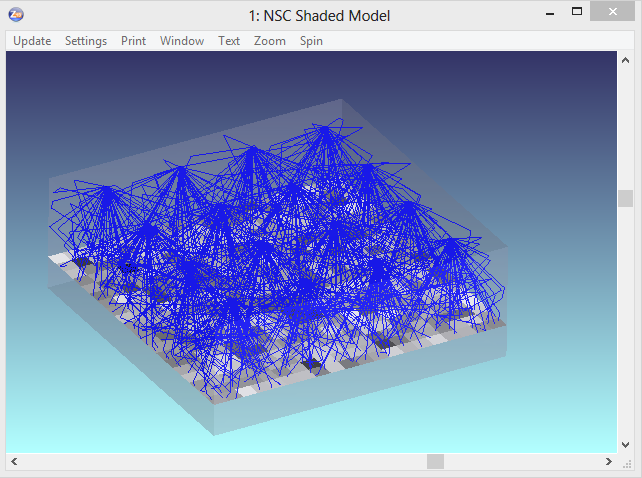 1: NSC Shaded Model
Update Settings Print Window Text Zoom Spin